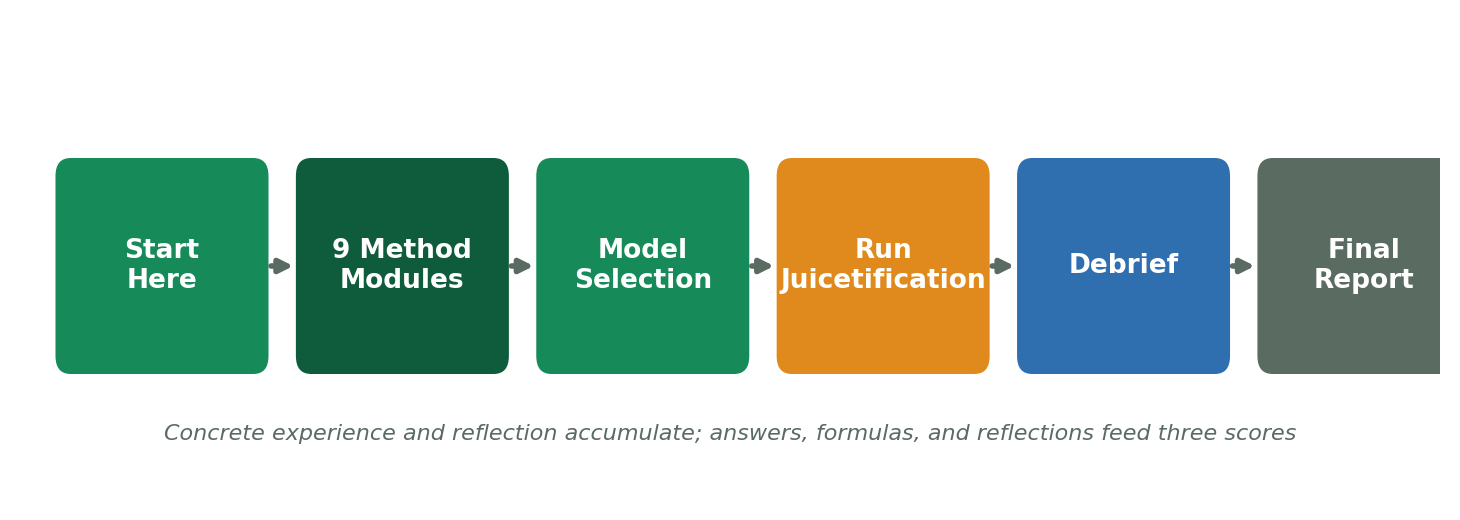 Start
Here
9 Method
Modules
Model
Selection
Run
Juicetification
Debrief
Final
Report
Concrete experience and reflection accumulate; answers, formulas, and reflections feed three scores